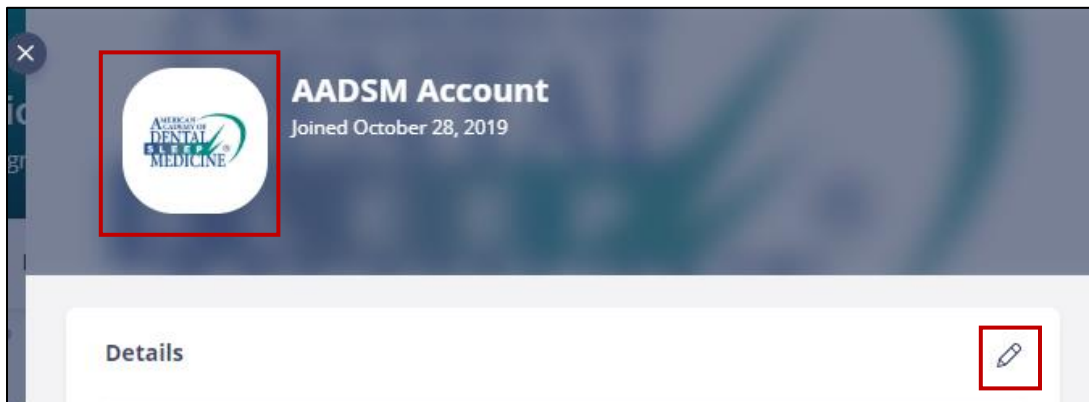 AADSM Account
Joined October 28, 2019
AMERICAN
ACADEMY OF
DENTAL
SLEEP ®
MEDICINE
Details